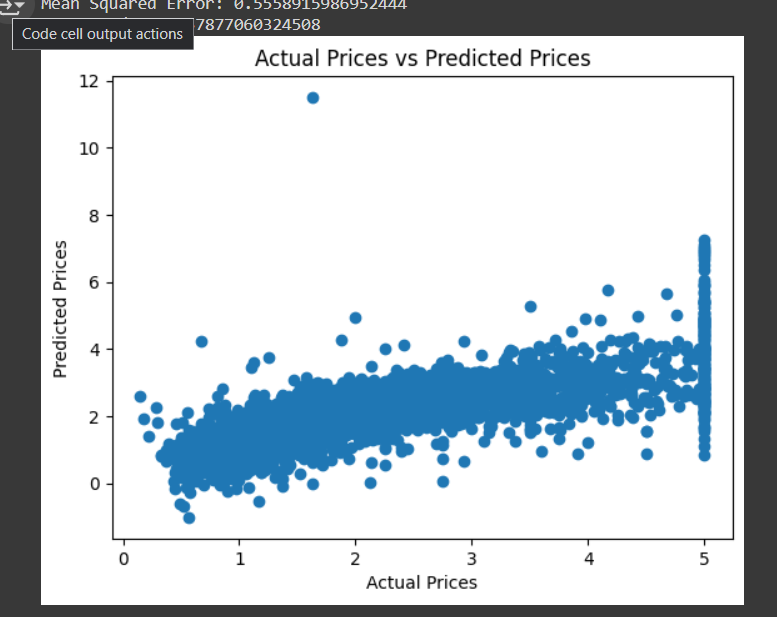 Mean Squared Error: 0.5558915986952444
7877060324508
Code cell output actions
Actual Prices vs Predicted Prices
12
10
8
6
4
2
0
Predicted Prices
0 1 2 3 4 5
Actual Prices